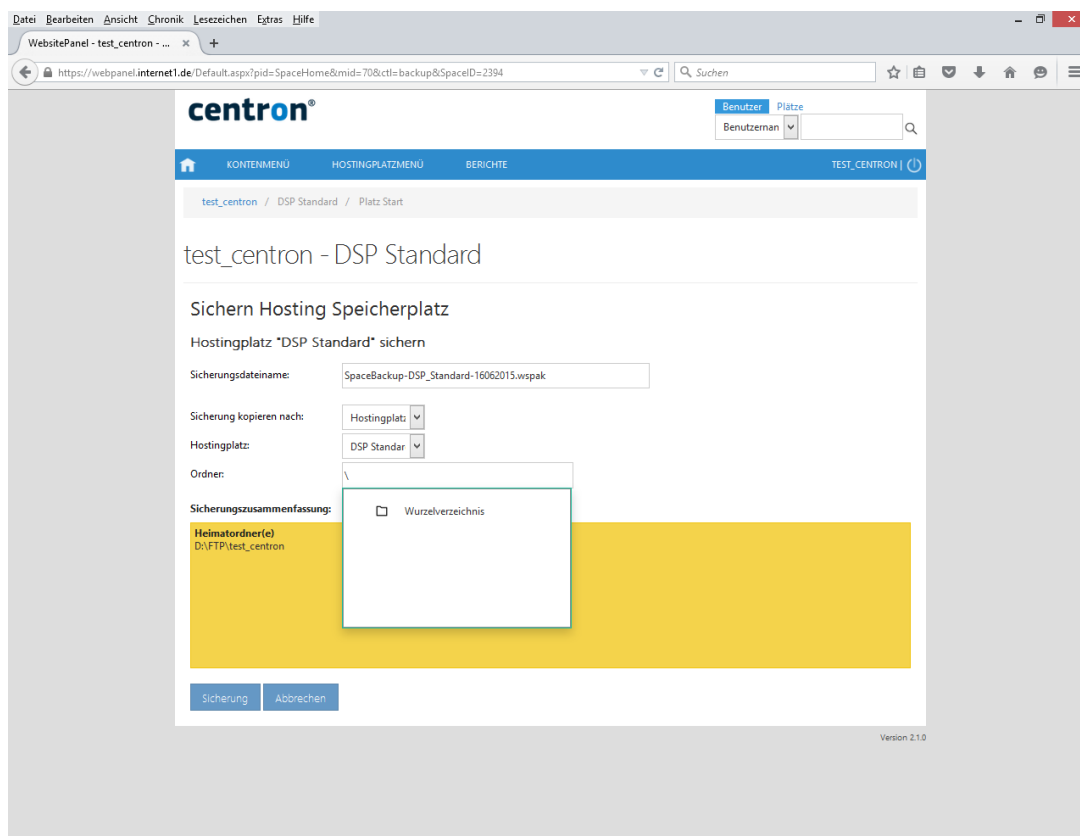 Datei Bearbeiten Ansicht Chronik Lesezeichen Extras Hilfe
WebsitePanel - test_centron - ...
https://webpanel.internet1.de/Default.aspx?pid=SpaceHome&mid=70&ctl=backup&SpaceID=2394
Suchen
centron®
Benutzer Plätze
Benutzernan
KONTENMENÜ HOSTINGPLATZMENÜ BERICHTE TEST_CENTRON |
test_centron / DSP Standard / Platz Start
test_centron - DSP Standard
Sichern Hosting Speicherplatz
Hostingplatz "DSP Standard" sichern
Sicherungsdateiname: SpaceBackup-DSP_Standard-16062015.wspak
Sicherung kopieren nach: Hostingplatz
Hostingplatz: DSP Standar
Ordner: \
Wurzelverzeichnis
Sicherungszusammenfassung:
Heimatordner(e)
D:\FTP\test_centron
Sicherung Abbrechen
Version 2.1.0